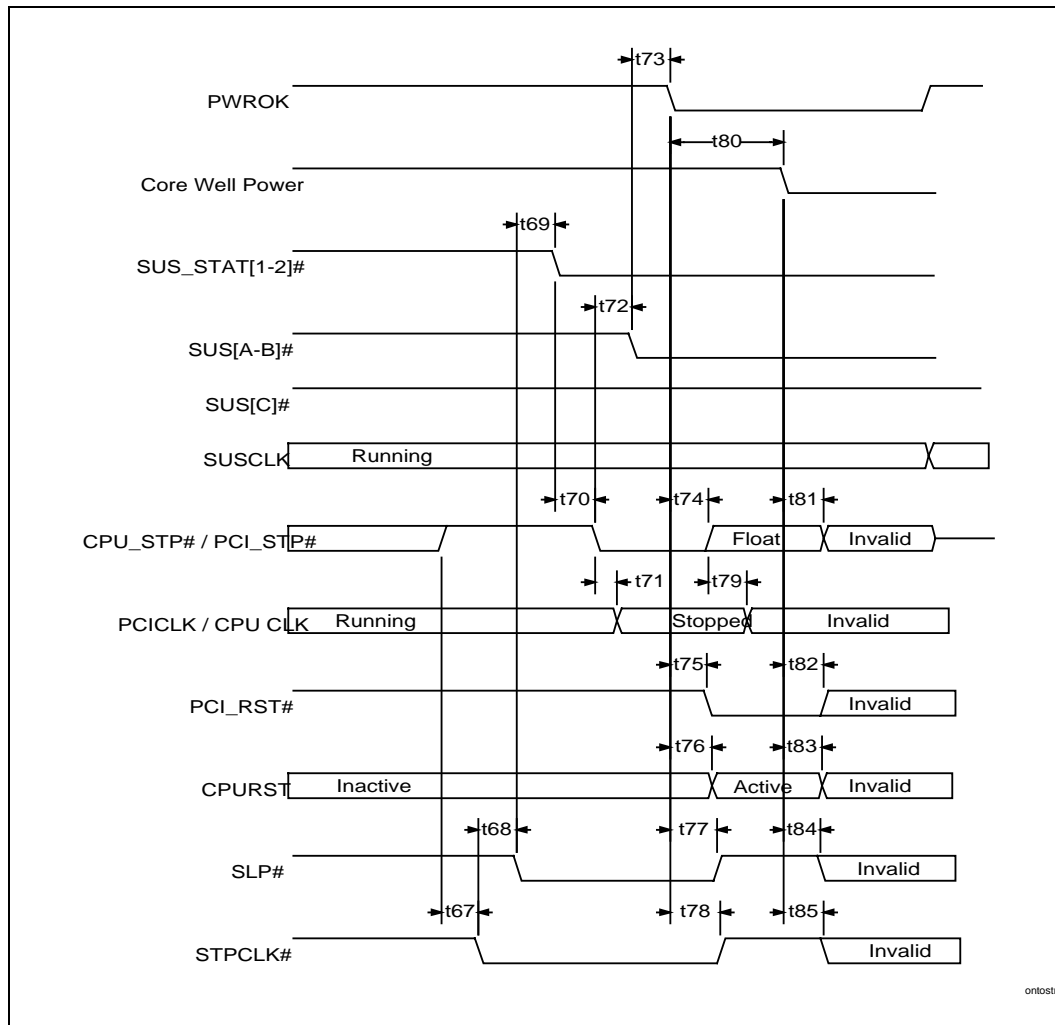 t73
PWROK
t80
Core Well Power
t69
SUS_STAT[1-2]#
t72
SUS[A-B]#
SUS[C]#
SUSCLK Running
t70 t74 t81
CPU_STP# / PCI_STP# Float Invalid
t71 t79
PCICLK / CPU CLK Running Stopped Invalid
t75 t82
PCI_RST# Invalid
t76 t83
CPURST Inactive Active Invalid
t68 t77 t84
SLP# Invalid
t67 t78 t85
STPCLK# Invalid